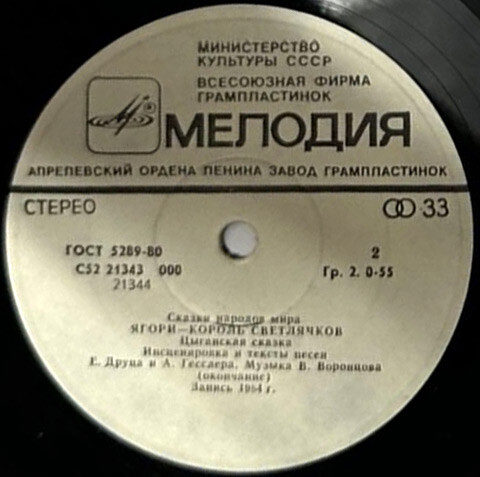 МИНИСТЕРСТВО
КУЛЬТУРЫ СССР
ВСЕСОЮЗНАЯ ФИРМА
ГРАМПЛАСТИНОК
МЕЛОДИЯ
АПРЕЛЕВСКИЙ ОРДЕНА ЛЕНИНА ЗАВОД ГРАМПЛАСТИНОК
СТЕРЕО 33
ГОСТ 5289-80 2
С52 21343 000 Гр. 2. 0-55
21344
Сказки народов мира
ЯГОРИ—КОРОЛЬ СВЕТЛЯЧКОВ
Цыганская сказка
Инсценировка и тексты песен
Е. Друца и А. Гесслера. Музыка В. Воронцова
(окончание)
Запись 1984 г.